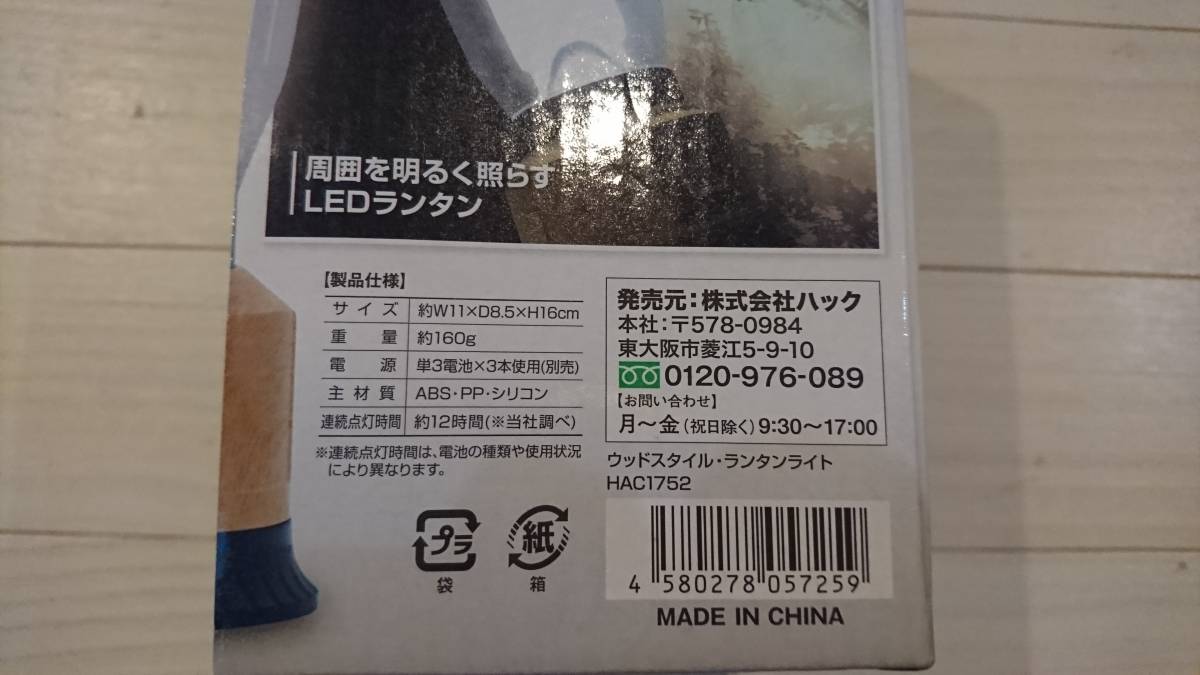 周囲を明るく照らす
LEDランタン
【製品仕様】
サイズ 約W11×D8.5×H16cm
重量 約160g
電源 単3電池×3本使用(別売)
主材質 ABS・PP・シリコン
連続点灯時間 約12時間(※当社調べ)
※連続点灯時間は、電池の種類や使用状況
により異なります。
プラ
袋
紙
箱
発売元：株式会社ハック
本社：〒578-0984
東大阪市菱江5-9-10
0120-976-089
【お問い合わせ】
月～金(祝日除く)9:30～17:00
ウッドスタイル・ランタンライト
HAC1752
4 580278 057259
MADE IN CHINA